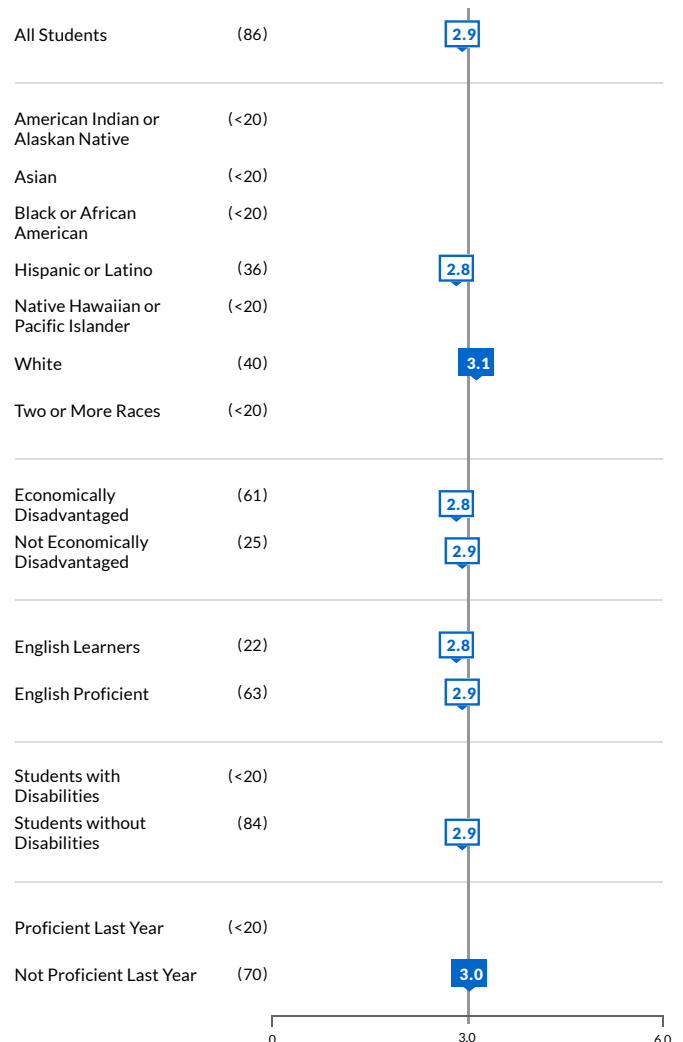 All Students (86) 2.9
American Indian or (<20)
Alaskan Native
Asian (<20)
Black or African (<20)
American
Hispanic or Latino (36) 2.8
Native Hawaiian or (<20)
Pacific Islander
White (40) 3.1
Two or More Races (<20)
Economically (61) 2.8
Disadvantaged
Not Economically (25) 2.9
Disadvantaged
English Learners (22) 2.8
English Proficient (63) 2.9
Students with (<20)
Disabilities
Students without (84) 2.9
Disabilities
Proficient Last Year (<20)
Not Proficient Last Year (70) 3.0
0 3.0 6.0